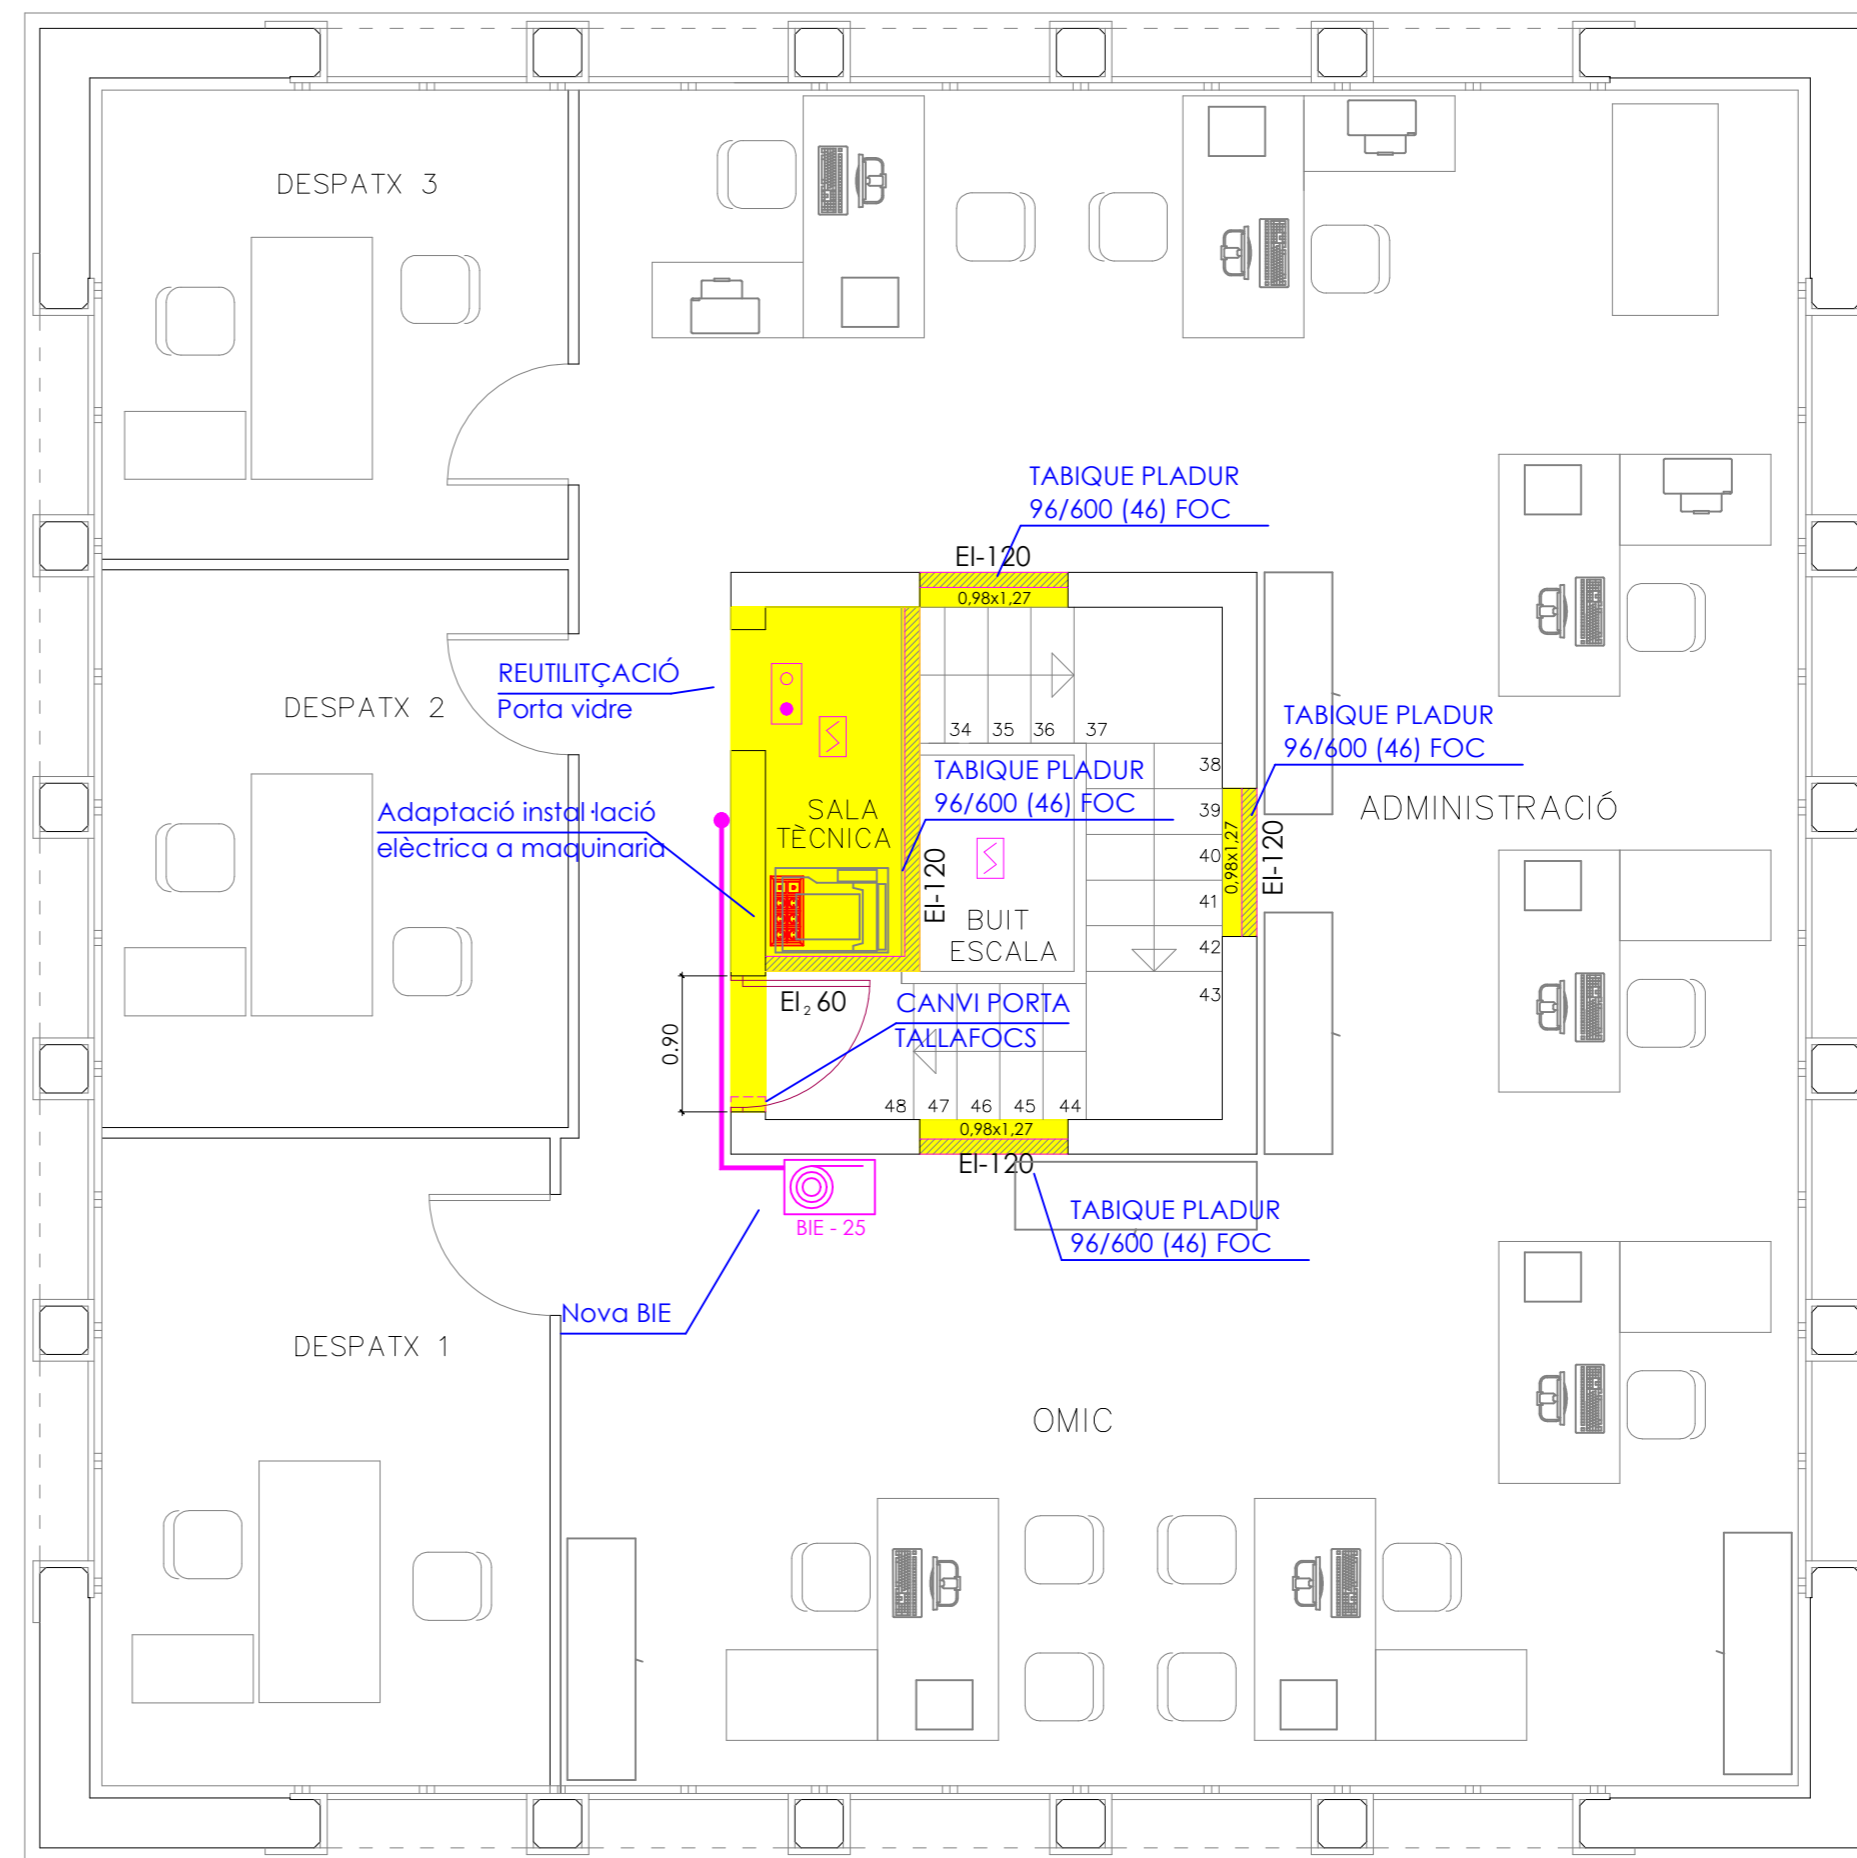 DESPATX 3
TABIQUE PLADUR
96/600 (46) FOC
EI-120
0,98x1,27
REUTILITÇACIÓ
Porta vidre
DESPATX 2
34
35
36
37
TABIQUE PLADUR
96/600 (46) FOC
38
39
40
41
42
43
0,98x1,27
EI-120
TABIQUE PLADUR
96/600 (46) FOC
ADMINISTRACIÓ
Adaptació instal·lació
elèctrica a maquinaria
SALA
TÈCNICA
EI-120
BUIT
ESCALA
EI₂ 60
CANVI PORTA
TALLAFOCS
0.90
48
47
46
45
44
0,98x1,27
EI-120
TABIQUE PLADUR
96/600 (46) FOC
BIE - 25
Nova BIE
DESPATX 1
OMIC